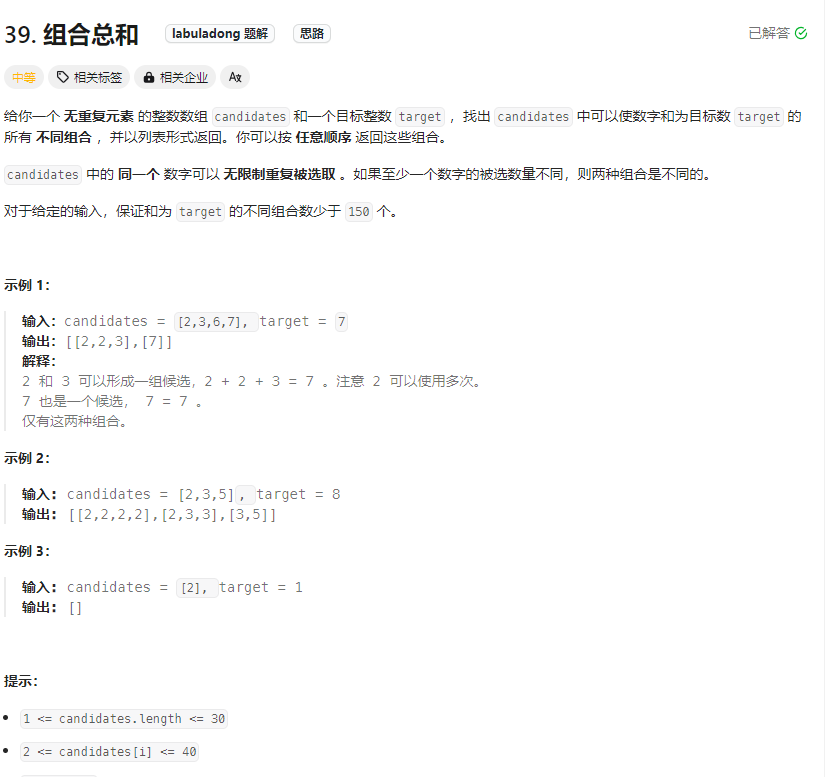 39. 组合总和 labuladong 题解 思路 已解答
中等 相关标签 相关企业 Aя
给你一个 无重复元素 的整数数组 candidates 和一个目标整数 target ，找出 candidates 中可以使数字和为目标数 target 的
所有 不同组合 ，并以列表形式返回。你可以按 任意顺序 返回这些组合。
candidates 中的 同一个 数字可以 无限制重复被选取 。如果至少一个数字的被选数量不同，则两种组合是不同的。
对于给定的输入，保证和为 target 的不同组合数少于 150 个。
示例 1：
输入：candidates = [2,3,6,7], target = 7
输出：[[2,2,3],[7]]
解释：
2 和 3 可以形成一组候选，2 + 2 + 3 = 7 。注意 2 可以使用多次。
7 也是一个候选， 7 = 7 。
仅有这两种组合。
示例 2：
输入：candidates = [2,3,5], target = 8
输出：[[2,2,2,2],[2,3,3],[3,5]]
示例 3：
输入：candidates = [2], target = 1
输出：[]
提示：
1 <= candidates.length <= 30
2 <= candidates[i] <= 40